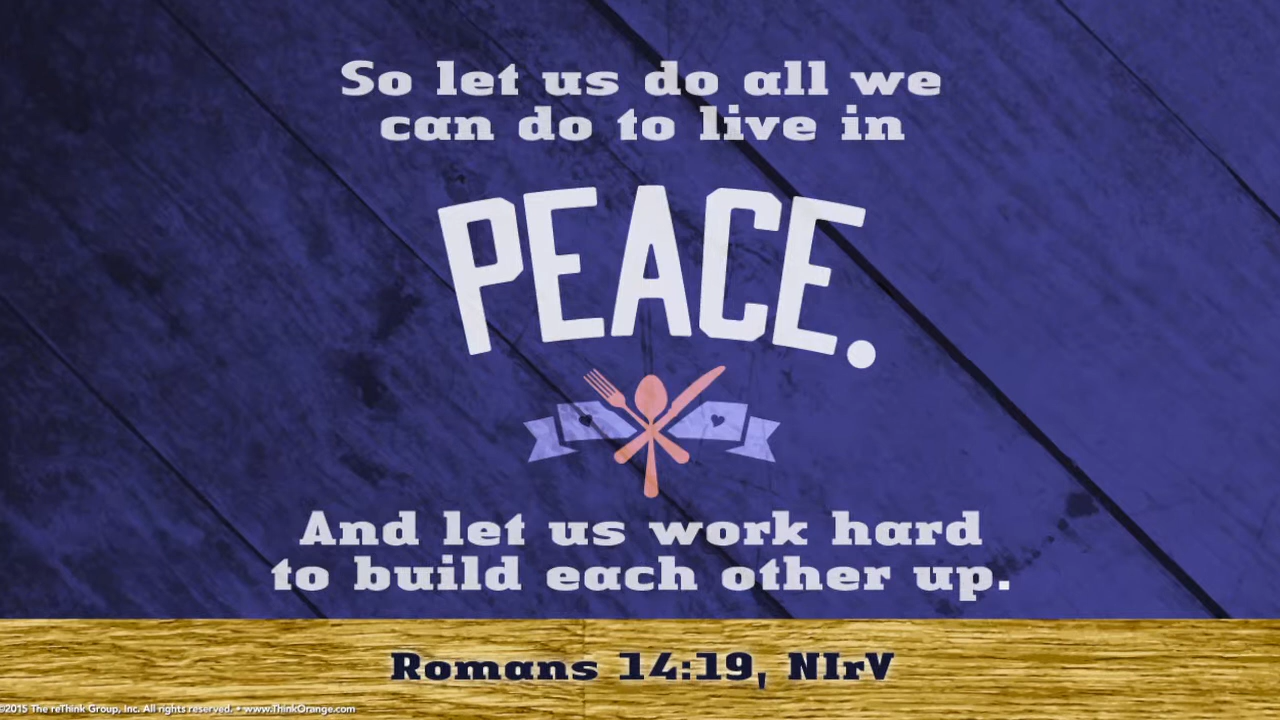 So let us do all we
can do to live in
PEACE.
And let us work hard
to build each other up.
Romans 14:19, NIrV
©2015 The reThink Group, Inc. All rights reserved. • www.ThinkOrange.com